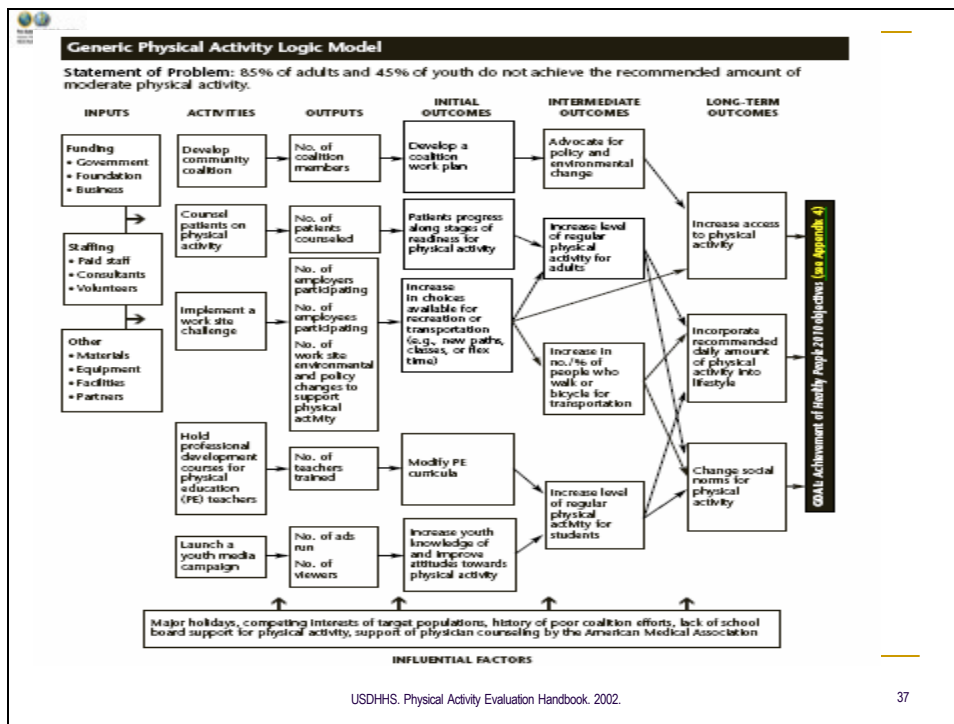 Generic Physical Activity Logic Model
Statement of Problem: 85% of adults and 45% of youth do not achieve the recommended amount of
moderate physical activity.
INPUTS
ACTIVITIES
OUTPUTS
INITIAL
OUTCOMES
INTERMEDIATE
OUTCOMES
LONG-TERM
OUTCOMES
Funding
• Government
• Foundation
• Business
Staffing
• Paid staff
• Consultants
• Volunteers
Other
• Materials
• Equipment
• Facilities
• Partners
Develop
community
coalition
Counsel
patients on
physical
activity
Implement a
work site
challenge
Hold
professional
development
courses for
physical
education
(PE) teachers
Launch a
youth media
campaign
No. of
coalition
members
No. of
patients
counseled
No. of
employers
participating
No. of
employees
participating
No. of
work site
environmental
and policy
changes to
support
physical
activity
No. of
teachers
trained
No. of ads
run
No. of
viewers
Develop a
coalition
work plan
Patients progress
along stages of
readiness for
physical activity
Increase
in choices
available for
recreation or
transportation
(e.g., new paths,
classes, or flex
time)
Modify PE
curricula
Increase youth
knowledge of
and improve
attitudes towards
physical activity
Advocate for
policy and
environmental
change
Increase level
of regular
physical
activity for
adults
Increase in
no./% of
people who
walk or
bicycle for
transportation
Increase level
of regular
physical
activity for
students
Increase access
to physical
activity
Incorporate
recommended
daily amount
of physical
activity into
lifestyle
Change social
norms for
physical
activity
GOAL: Achievement of Healthy People 2010 objectives (see Appendix 4)
Major holidays, competing interests of target populations, history of poor coalition efforts, lack of school
board support for physical activity, support of physician counseling by the American Medical Association
INFLUENTIAL FACTORS
USDHHS. Physical Activity Evaluation Handbook. 2002.
37